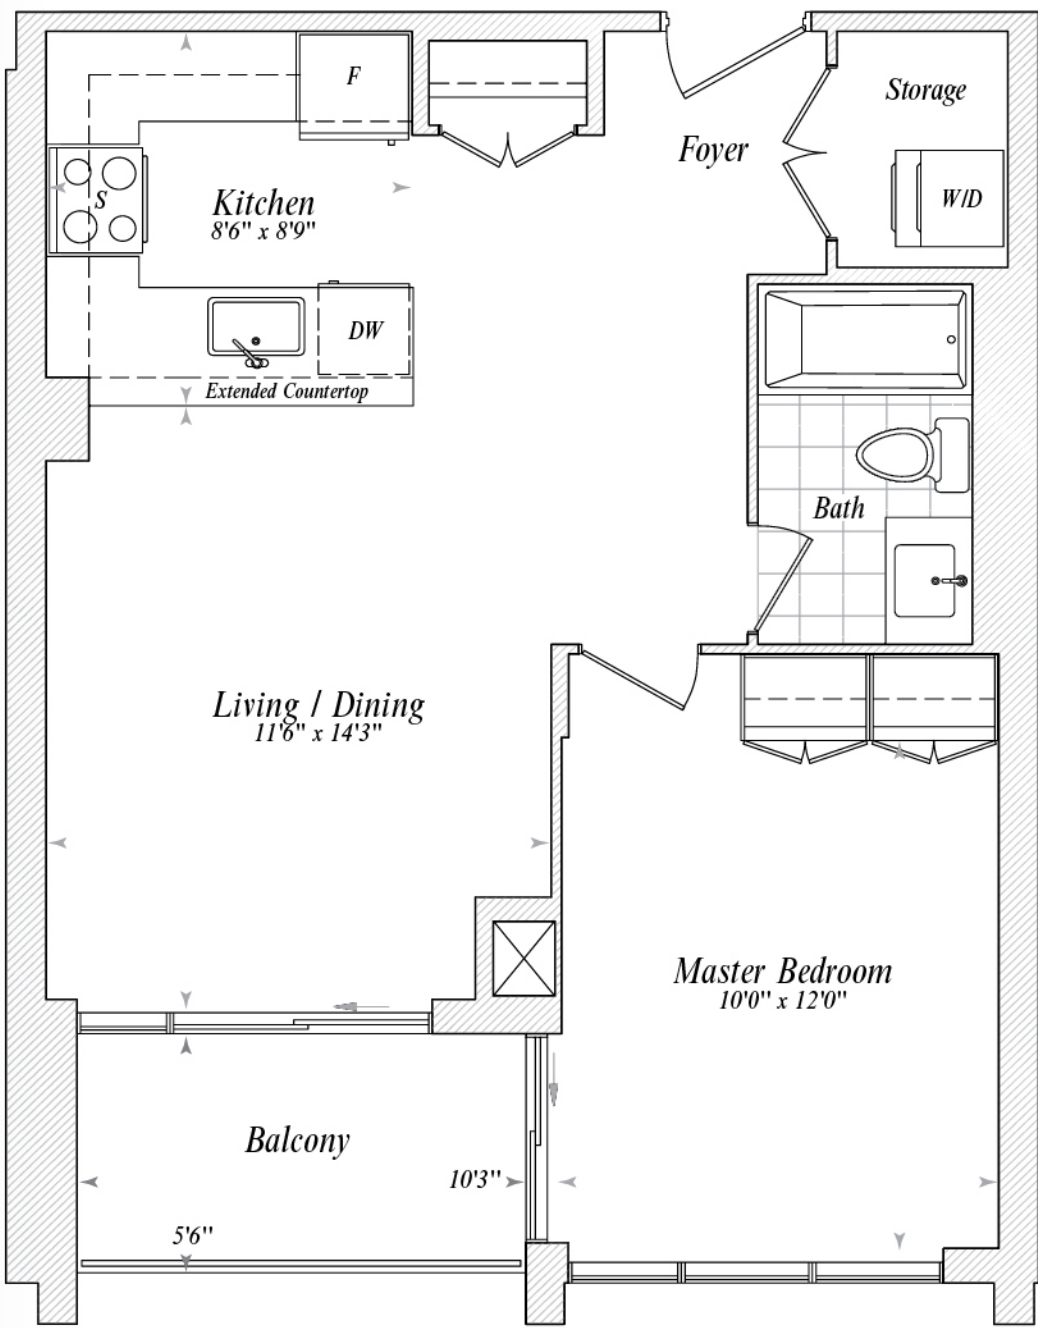 F
Storage
Foyer
S
Kitchen
8'6" x 8'9"
W/D
DW
Extended Countertop
Bath
Living / Dining
11'6" x 14'3"
Master Bedroom
10'0" x 12'0"
Balcony
10'3"
5'6"